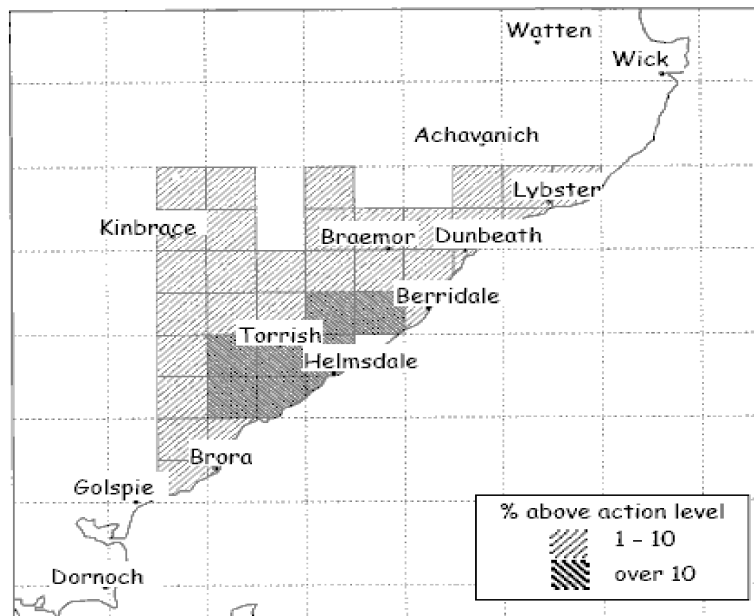 Watten
Wick
Achavanich
Lybster
Kinbrace
Braemor
Dunbeath
Berridale
Torrish
Helmsdale
Brora
Golspie
Dornoch
% above action level
1 - 10
over 10